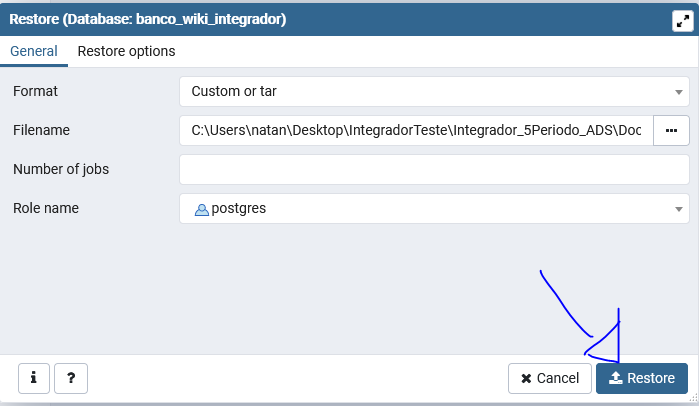 Restore (Database: banco_wiki_integrador)
General Restore options
Format Custom or tar
Filename C:\Users\natan\Desktop\IntegradorTeste\Integrador_5Periodo_ADS\Doc ...
Number of jobs
Role name postgres
i ? Cancel Restore